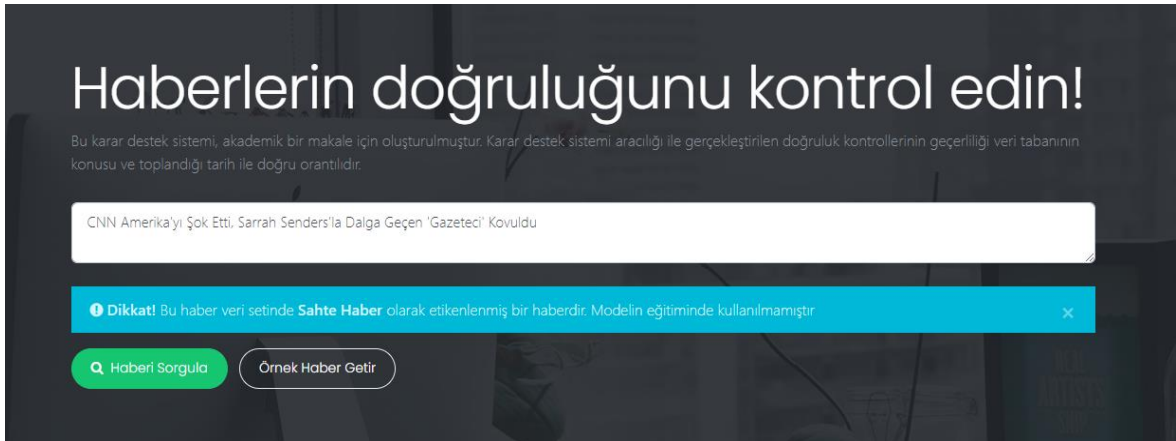 Haberlerin doğruluğunu kontrol edin!
Bu karar destek sistemi, akademik bir makale için oluşturulmuştur. Karar destek sistemi aracılığı ile gerçekleştirilen doğruluk kontrollerinin geçerliliği veri tabanının
konusu ve toplandığı tarih ile doğru orantılıdır.
CNN Amerika'yı Şok Etti, Sarrah Senders'la Dalga Geçen 'Gazeteci' Kovuldu
Dikkat! Bu haber veri setinde Sahte Haber olarak etikenlenmiş bir haberdir. Modelin eğitiminde kullanılmamıştır
Haberi Sorgula
Örnek Haber Getir